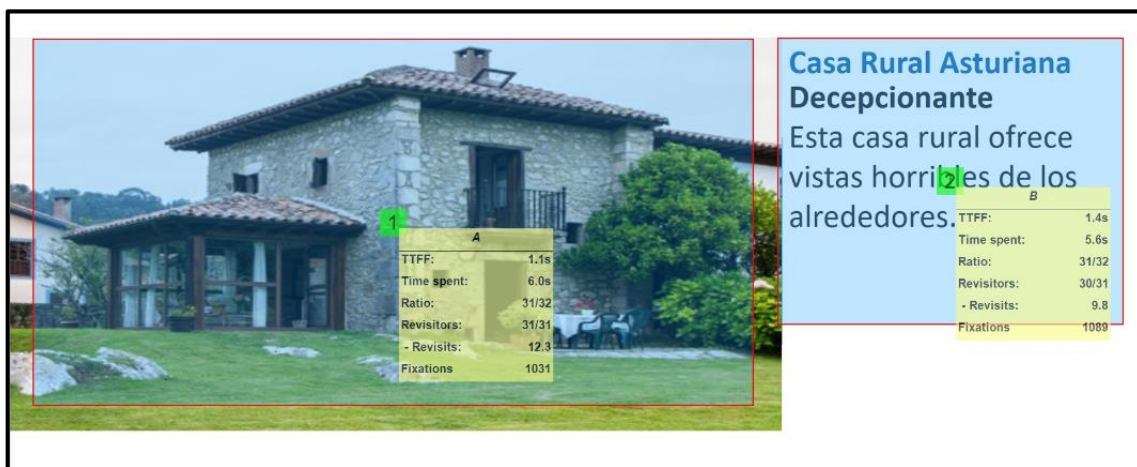 Casa Rural Asturiana
Decepcionante
Esta casa rural ofrece
vistas horribles de los
alrededores.
1
A
TTFF: 1.1s
Time spent: 6.0s
Ratio: 31/32
Revisitors: 31/31
- Revisits: 12.3
Fixations 1031
2
B
TTFF: 1.4s
Time spent: 5.6s
Ratio: 31/32
Revisitors: 30/31
- Revisits: 9.8
Fixations 1089